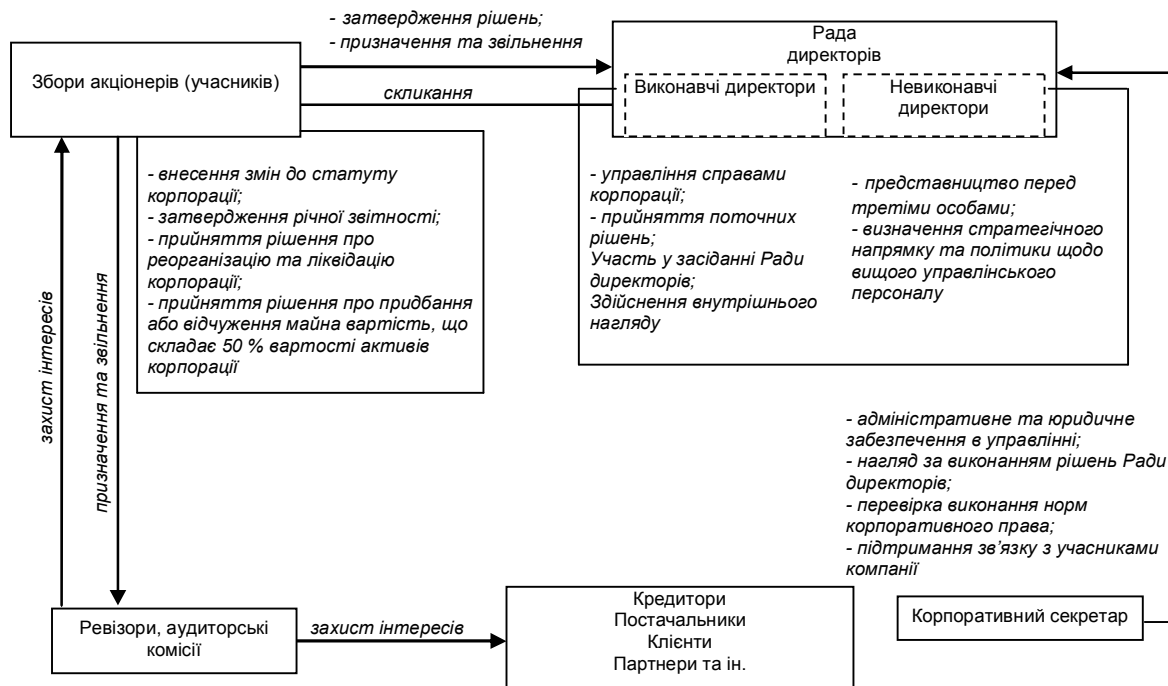 - затвердження рішень;
- призначення та звільнення
Збори акціонерів (учасників)
скликання
Рада
директорів
Виконавчі директори
Невиконавчі
директори
- внесення змін до статуту
корпорації;
- затвердження річної звітності;
- прийняття рішення про
реорганізацію та ліквідацію
корпорації;
- прийняття рішення про придбання
або відчуження майна вартість, що
складає 50 % вартості активів
корпорації
- управління справами
корпорації;
- прийняття поточних
рішень;
Участь у засіданні Ради
директорів;
Здійснення внутрішнього
нагляду
- представництво перед
третіми особами;
- визначення стратегічного
напрямку та політики щодо
вищого управлінського
персоналу
захист інтересів
призначення та звільнення
- адміністративне та юридичне
забезпечення в управлінні;
- нагляд за виконанням рішень Ради
директорів;
- перевірка виконання норм
корпоративного права;
- підтримання зв’язку з учасниками
компанії
Ревізори, аудиторські
комісії
захист інтересів
Кредитори
Постачальники
Клієнти
Партнери та ін.
Корпоративний секретар